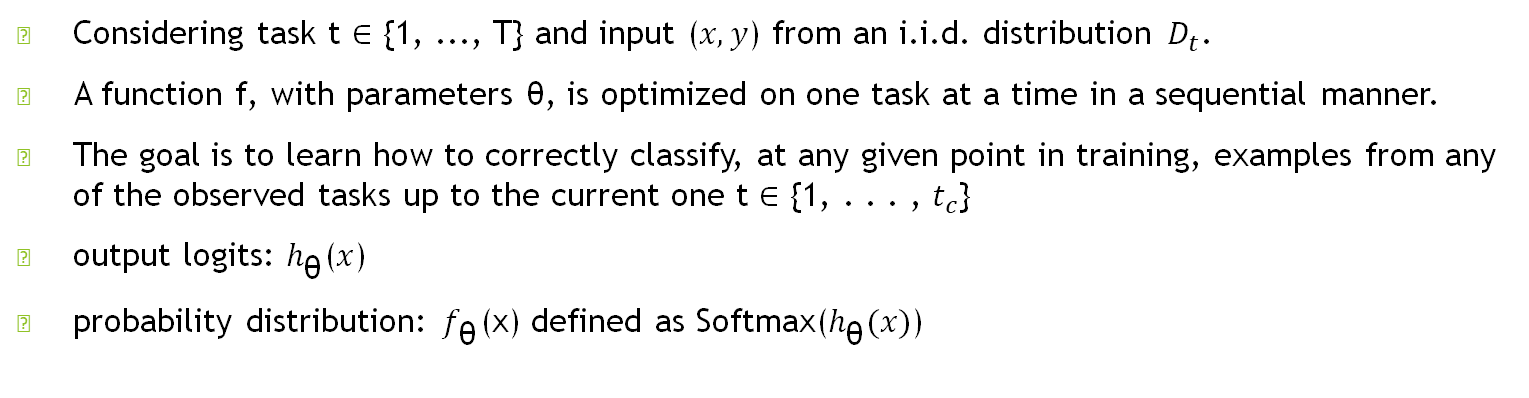 Considering task t ∈ {1, ..., T} and input (x, y) from an i.i.d. distribution D_t.
A function f, with parameters θ, is optimized on one task at a time in a sequential manner.
The goal is to learn how to correctly classify, at any given point in training, examples from any
of the observed tasks up to the current one t ∈ {1, . . . , t_c}
output logits: h_θ(x)
probability distribution: f_θ(x) defined as Softmax(h_θ(x))